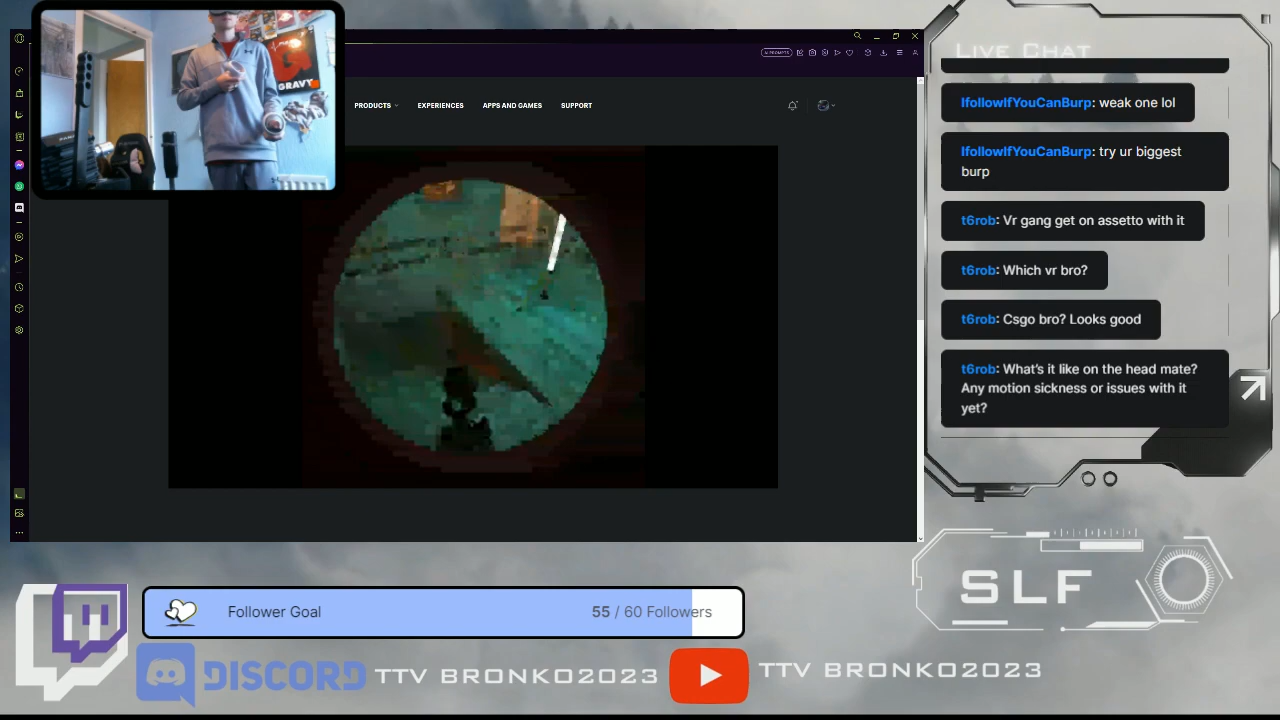 GRAVY
AI PROMPTS
PRODUCTS
EXPERIENCES
APPS AND GAMES
SUPPORT
LIVE CHAT
IfollowIfYouCanBurp: weak one lol
IfollowIfYouCanBurp: try ur biggest
burp
t6rob: Vr gang get on assetto with it
t6rob: Which vr bro?
t6rob: Csgo bro? Looks good
t6rob: What's it like on the head mate?
Any motion sickness or issues with it
yet?
SLF
Follower Goal
55 / 60 Followers
DISCORD
TTV BRONKO2023
TTV BRONKO2023